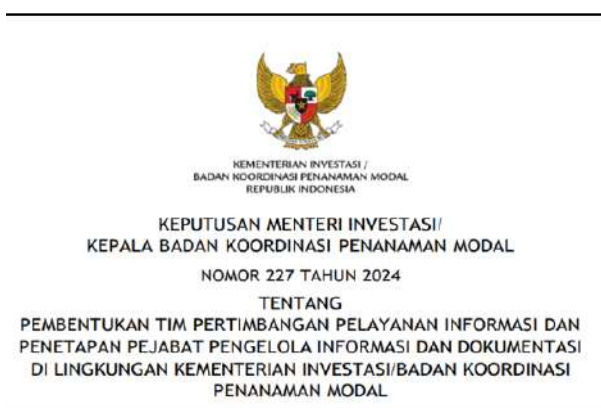 KEMENTERIAN INVESTASI /
BADAN KOORDINASI PENANAMAN MODAL
REPUBLIK INDONESIA
KEPUTUSAN MENTERI INVESTASI/
KEPALA BADAN KOORDINASI PENANAMAN MODAL
NOMOR 227 TAHUN 2024
TENTANG
PEMBENTUKAN TIM PERTIMBANGAN PELAYANAN INFORMASI DAN
PENETAPAN PEJABAT PENGELOLA INFORMASI DAN DOKUMENTASI
DI LINGKUNGAN KEMENTERIAN INVESTASI/BADAN KOORDINASI
PENANAMAN MODAL